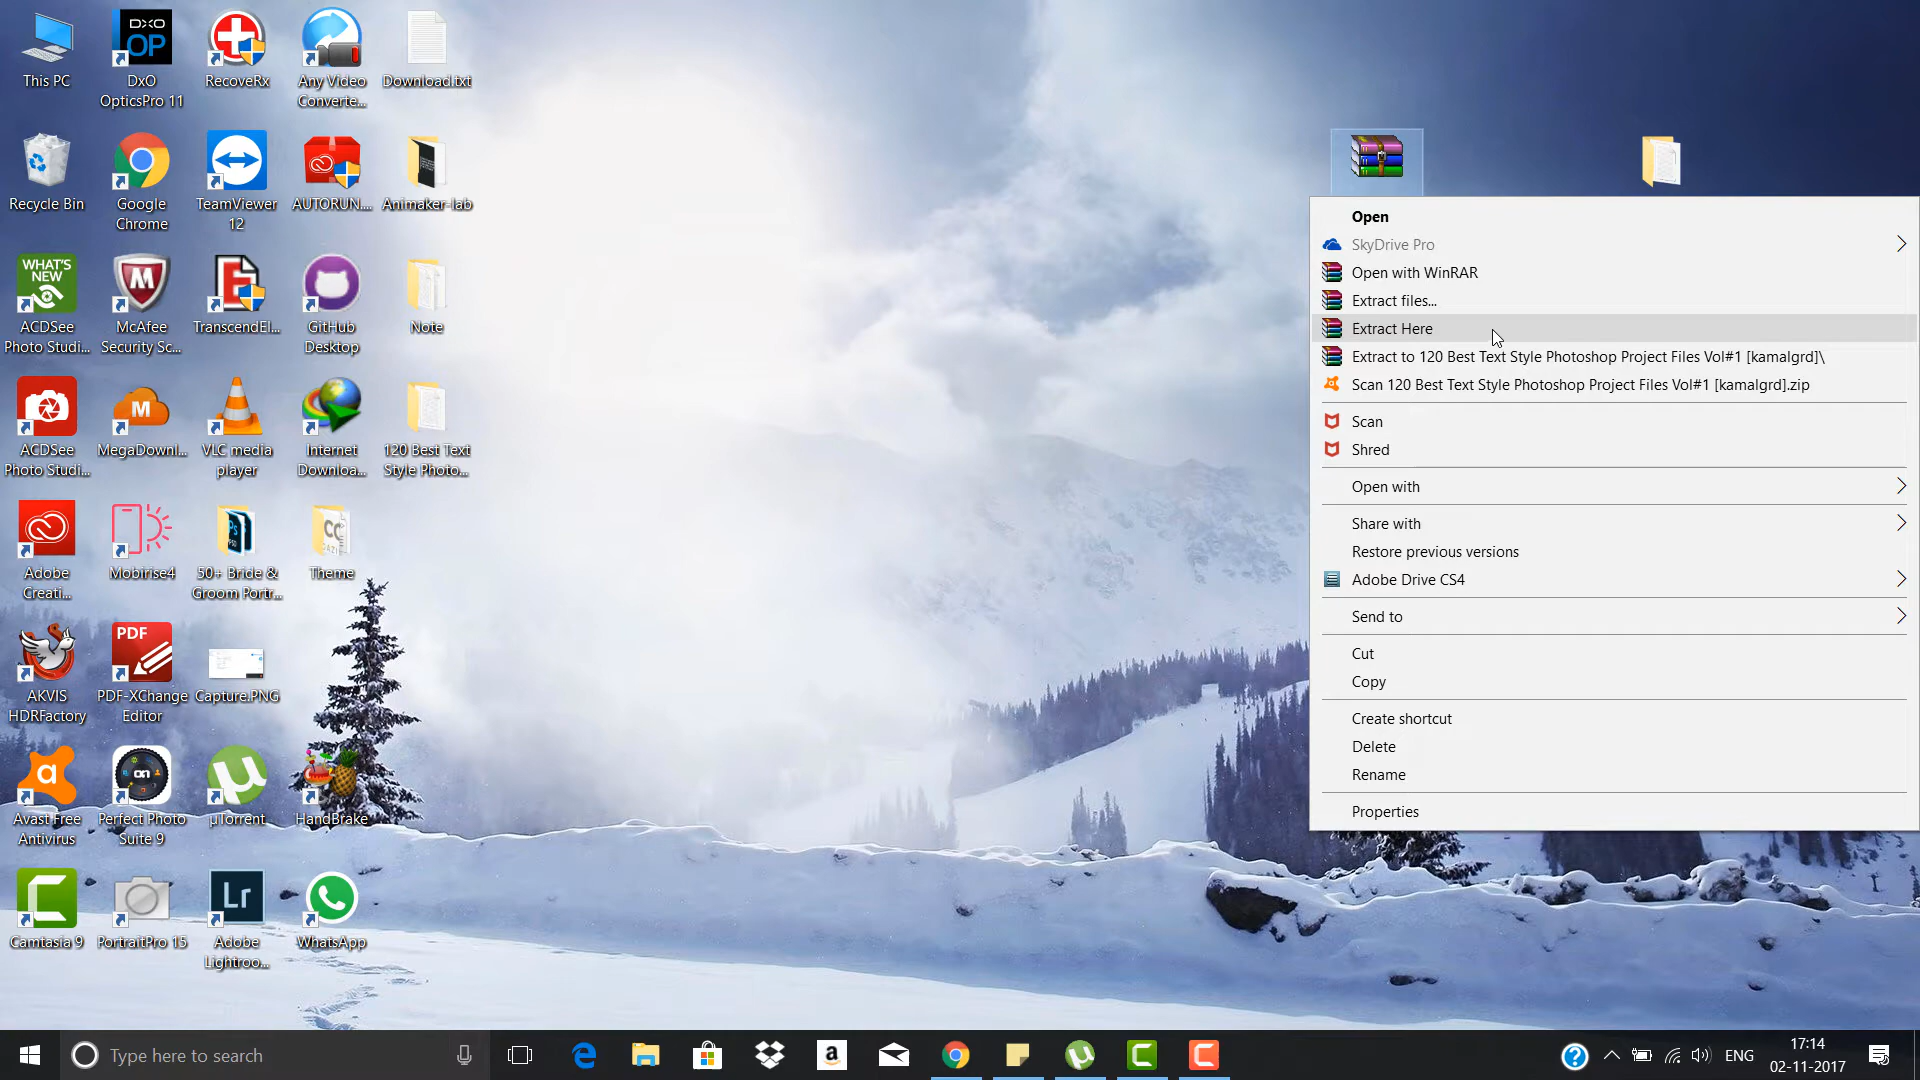 This PC
DxO
OpticsPro 11
RecoveRx
Any Video
Converte...
Download.txt
Recycle Bin
Google
Chrome
TeamViewer
12
AUTORUN....
Animaker-lab
WHAT'S
NEW
ACDSee
Photo Studi...
McAfee
Security Sc...
TranscendEl...
GitHub
Desktop
Note
ACDSee
Photo Studi...
MegaDownl...
VLC media
player
Internet
Downloa...
120 Best Text
Style Photo...
Adobe
Creati...
Mobirise4
50+ Bride &
Groom Portr...
Theme
AKVIS
HDRFactory
PDF
PDF-XChange
Editor
Capture.PNG
Avast Free
Antivirus
Perfect Photo
Suite 9
µTorrent
HandBrake
Camtasia 9
PortraitPro 15
Lr
Adobe
Lightroo...
WhatsApp
Open
SkyDrive Pro
Open with WinRAR
Extract files...
Extract Here
Extract to 120 Best Text Style Photoshop Project Files Vol#1 [kamalgrd]\
Scan 120 Best Text Style Photoshop Project Files Vol#1 [kamalgrd].zip
Scan
Shred
Open with
Share with
Restore previous versions
Adobe Drive CS4
Send to
Cut
Copy
Create shortcut
Delete
Rename
Properties
Type here to search
ENG
17:14
02-11-2017